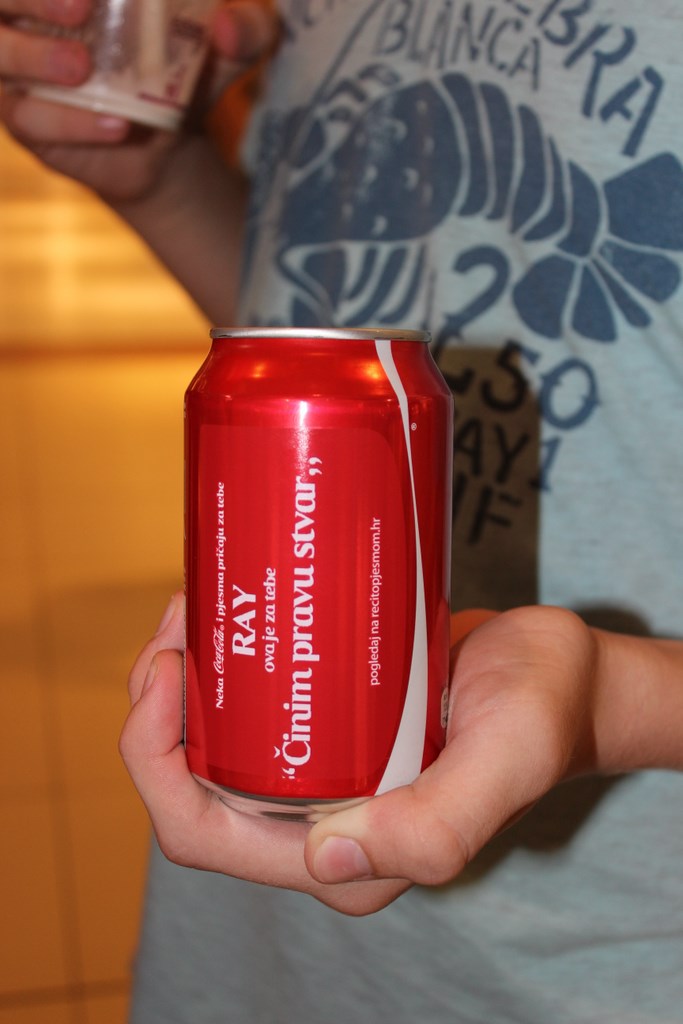 BLANCA
Neka Coca-Cola® i pjesma pričaju za tebe
RAY
ova je za tebe
“Činim pravu stvar”
pogledaj na recitopjesmom.hr
®
250